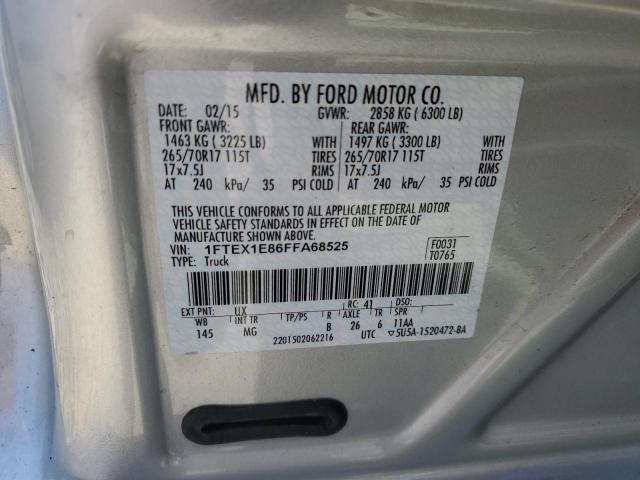 MFD. BY FORD MOTOR CO.
DATE: 02/15 GVWR: 2858 KG ( 6300 LB)
FRONT GAWR: REAR GAWR:
1463 KG ( 3225 LB) WITH 1497 KG ( 3300 LB) WITH
265/70R17 115T TIRES 265/70R17 115T TIRES
17x7.5J RIMS 17x7.5J RIMS
AT 240 kPa/ 35 PSI COLD AT 240 kPa/ 35 PSI COLD
THIS VEHICLE CONFORMS TO ALL APPLICABLE FEDERAL MOTOR
VEHICLE SAFETY STANDARDS IN EFFECT ON THE DATE OF
MANUFACTURE SHOWN ABOVE.
VIN: 1FTEX1E86FFA68525 F0031
TYPE: Truck T0765
EXT PNT: UX RC: 41 DSO:
WB INT TR TP/PS R AXLE TR SPR
145 MG B 26 6 11AA
2201502062216 UTC ▽5U5A-1520472-BA